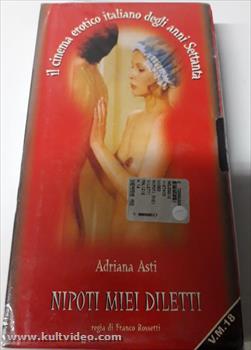 il cinema erotico italiano degli anni Settanta
Adriana Asti
NIPOTI MIEI DILETTI
regia di Franco Rossetti
V.M.18
www.kultvideo.com